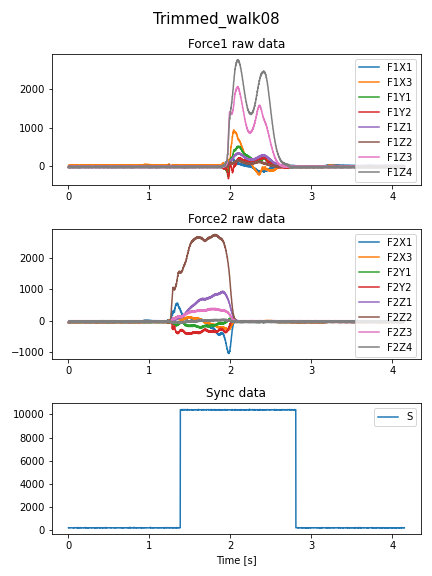 Trimmed_walk08
Force1 raw data
2000
1000
0
F1X1
F1X3
F1Y1
F1Y2
F1Z1
F1Z2
F1Z3
F1Z4
0 1 2 3 4
Force2 raw data
2000
1000
0
−1000
F2X1
F2X3
F2Y1
F2Y2
F2Z1
F2Z2
F2Z3
F2Z4
0 1 2 3 4
Sync data
10000
8000
6000
4000
2000
0
S
0 1 2 3 4
Time [s]